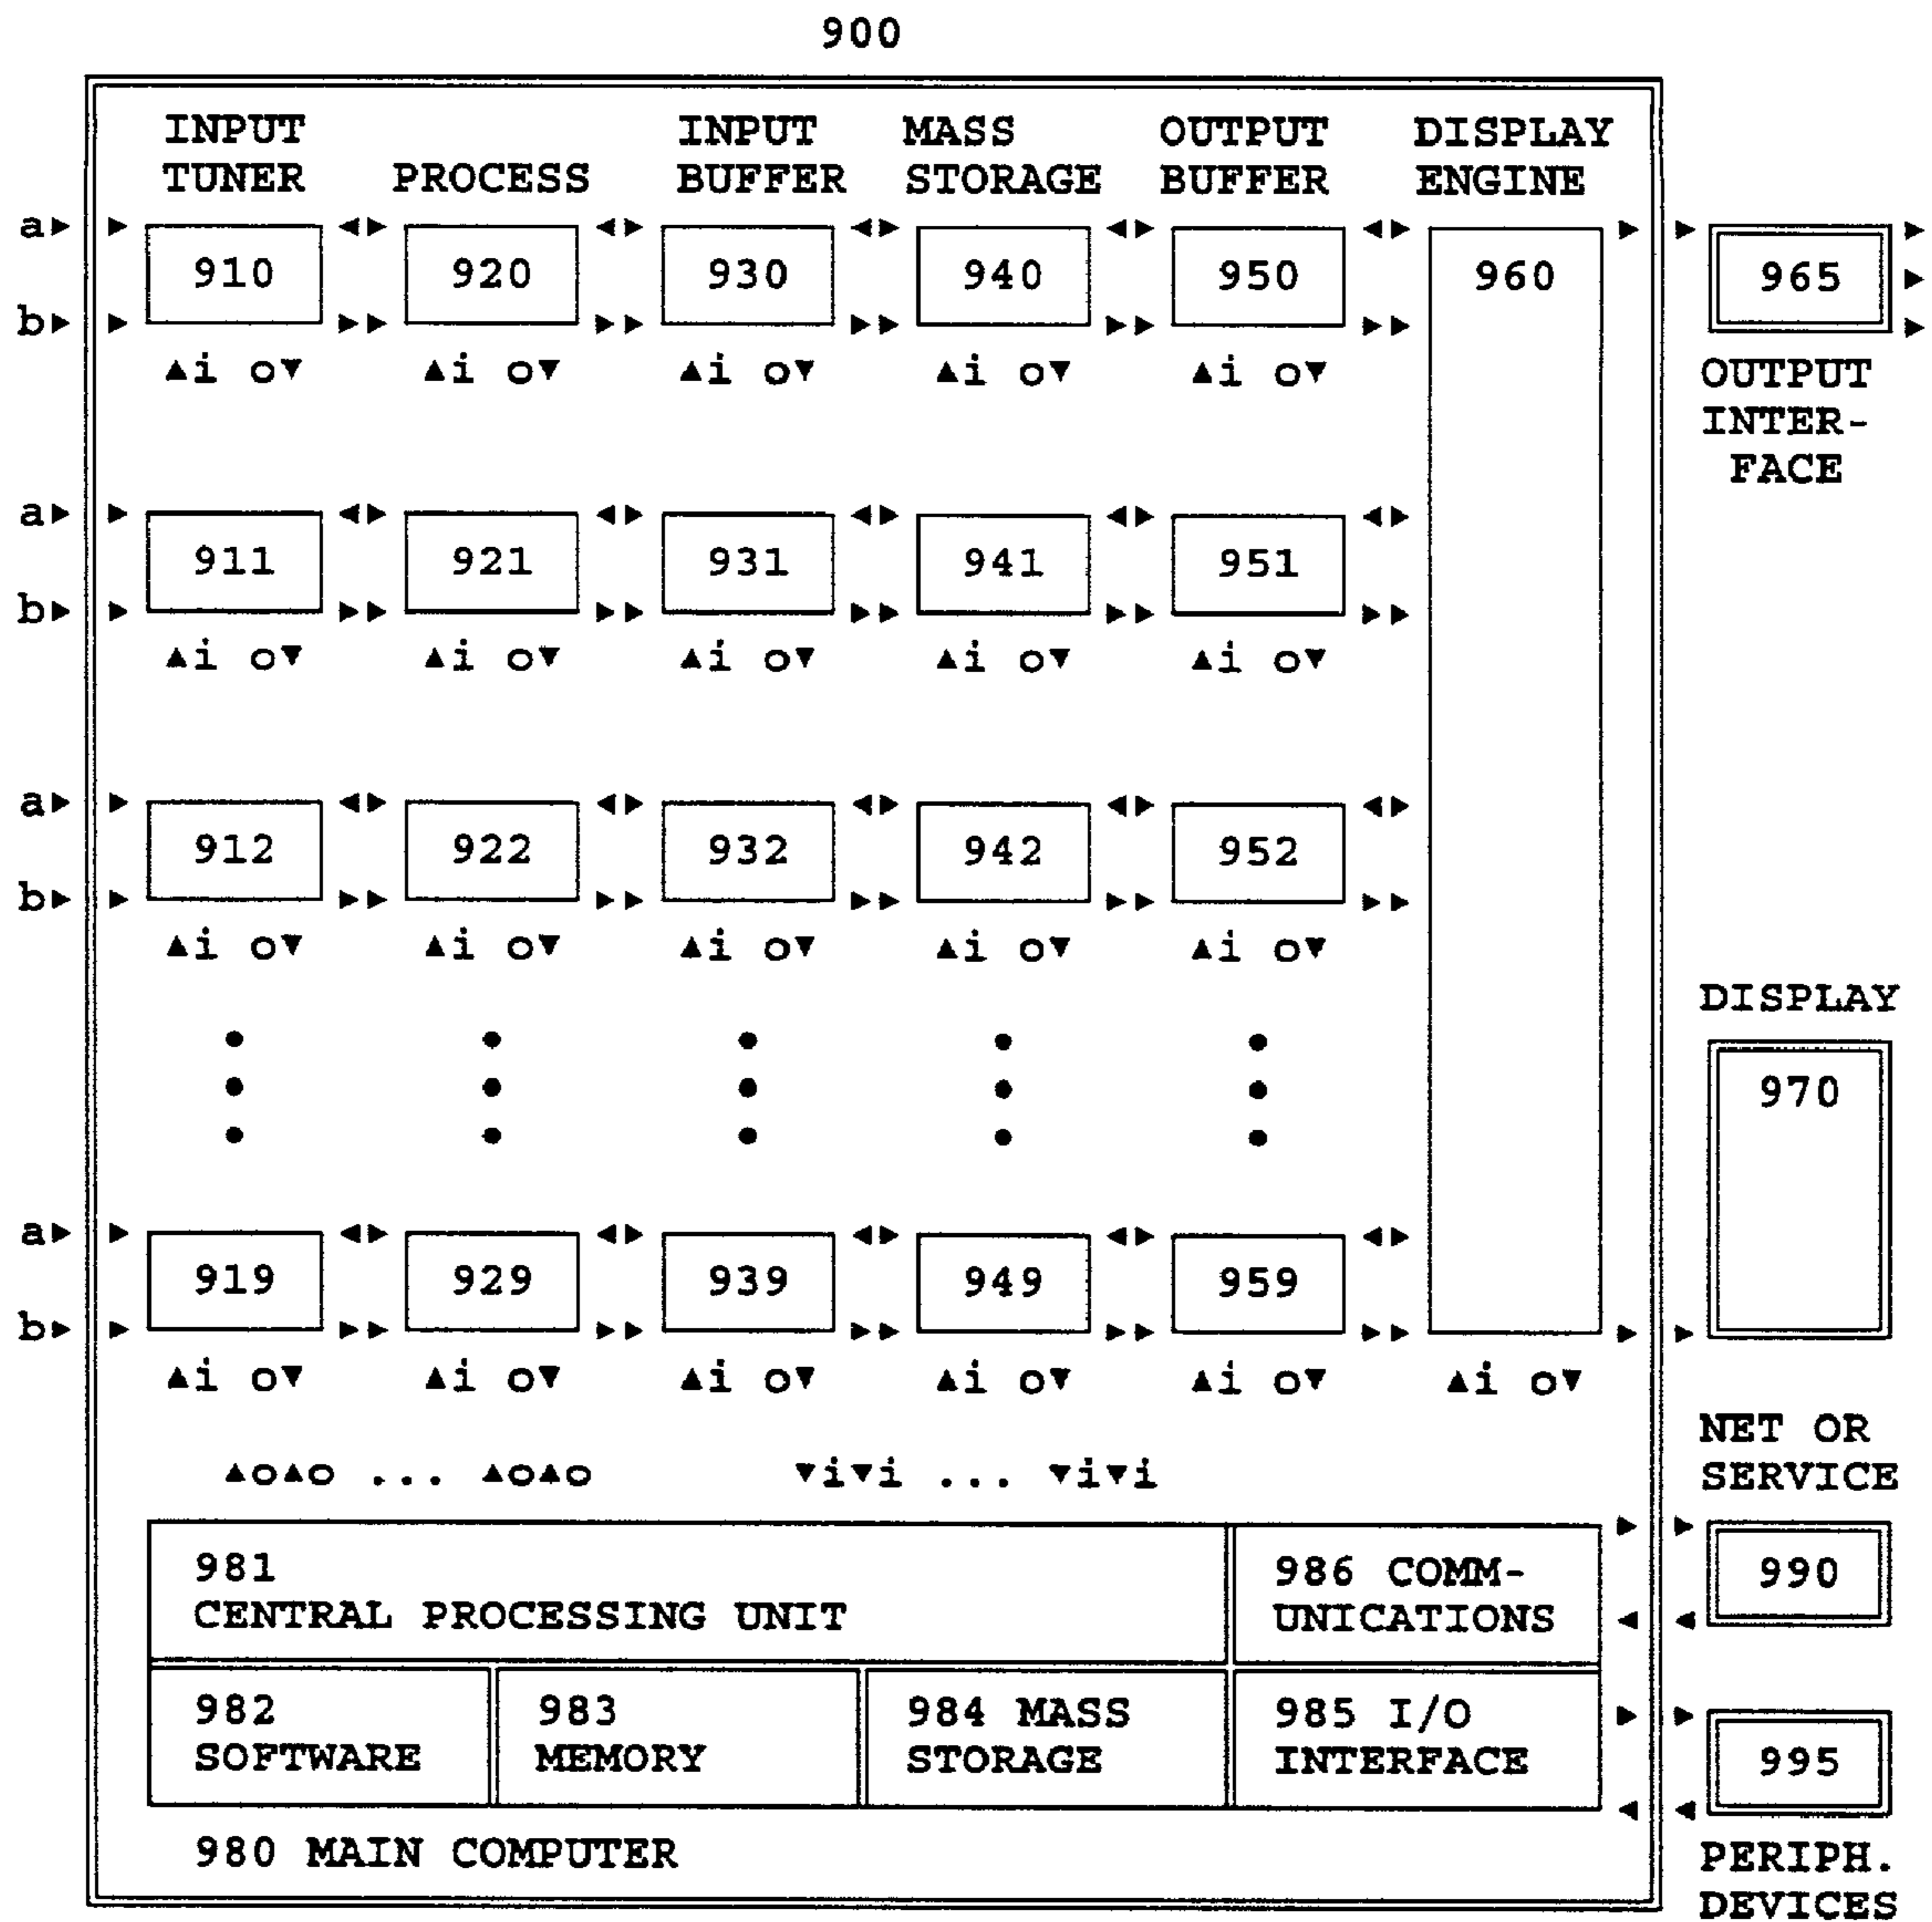 900
INPUT TUNER PROCESS INPUT BUFFER MASS STORAGE OUTPUT BUFFER DISPLAY ENGINE
a▶ ▶ ◀▶ ◀▶ ◀▶ ◀▶ ◀▶ ▶ ▶ ▶
910 920 930 940 950 960 965 ▶
b▶ ▶ ▶▶ ▶▶ ▶▶ ▶▶ ▶▶ ▶
▲i o▼ ▲i o▼ ▲i o▼ ▲i o▼ ▲i o▼
OUTPUT
INTER-
FACE
a▶ ▶ ◀▶ ◀▶ ◀▶ ◀▶ ◀▶
911 921 931 941 951
b▶ ▶ ▶▶ ▶▶ ▶▶ ▶▶ ▶▶
▲i o▼ ▲i o▼ ▲i o▼ ▲i o▼ ▲i o▼
a▶ ▶ ◀▶ ◀▶ ◀▶ ◀▶ ◀▶
912 922 932 942 952
b▶ ▶ ▶▶ ▶▶ ▶▶ ▶▶ ▶▶
▲i o▼ ▲i o▼ ▲i o▼ ▲i o▼ ▲i o▼
DISPLAY
970
a▶ ▶ ◀▶ ◀▶ ◀▶ ◀▶ ◀▶
919 929 939 949 959
b▶ ▶ ▶▶ ▶▶ ▶▶ ▶▶ ▶▶ ▶ ▶
▲i o▼ ▲i o▼ ▲i o▼ ▲i o▼ ▲i o▼ ▲i o▼
▲o▲o ... ▲o▲o ▼i▼i ... ▼i▼i
NET OR
SERVICE
990
981
CENTRAL PROCESSING UNIT
986 COMM-
UNICATIONS
982
SOFTWARE
983
MEMORY
984 MASS
STORAGE
985 I/O
INTERFACE
995
PERIPH.
DEVICES
980 MAIN COMPUTER